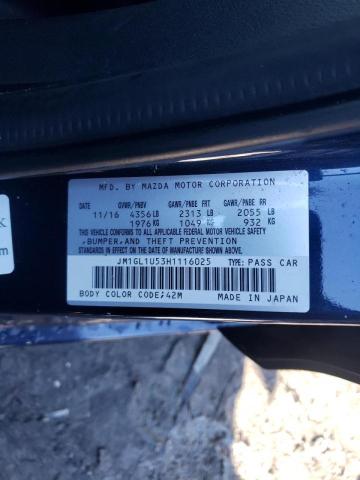 MFD. BY MAZDA MOTOR CORPORATION
GVWR/PNBV GAWR/PNBE FRT GAWR/PNBE RR
11/16 4356LB 2313 LB 2055 LB
1976KG 1049 KG 932 KG
THIS VEHICLE CONFORMS TO ALL APPLICABLE
FEDERAL MOTOR VEHICLE SAFETY
, BUMPER, AND THEFT PREVENTION
STANDARDS IN EFFECT ON THE DATE OF MANUFACTURE SHOWN ABOVE.
JM1GL1U53H1116025 TYPE: PASS CAR
BODY COLOR CODE;42M MADE IN JAPAN